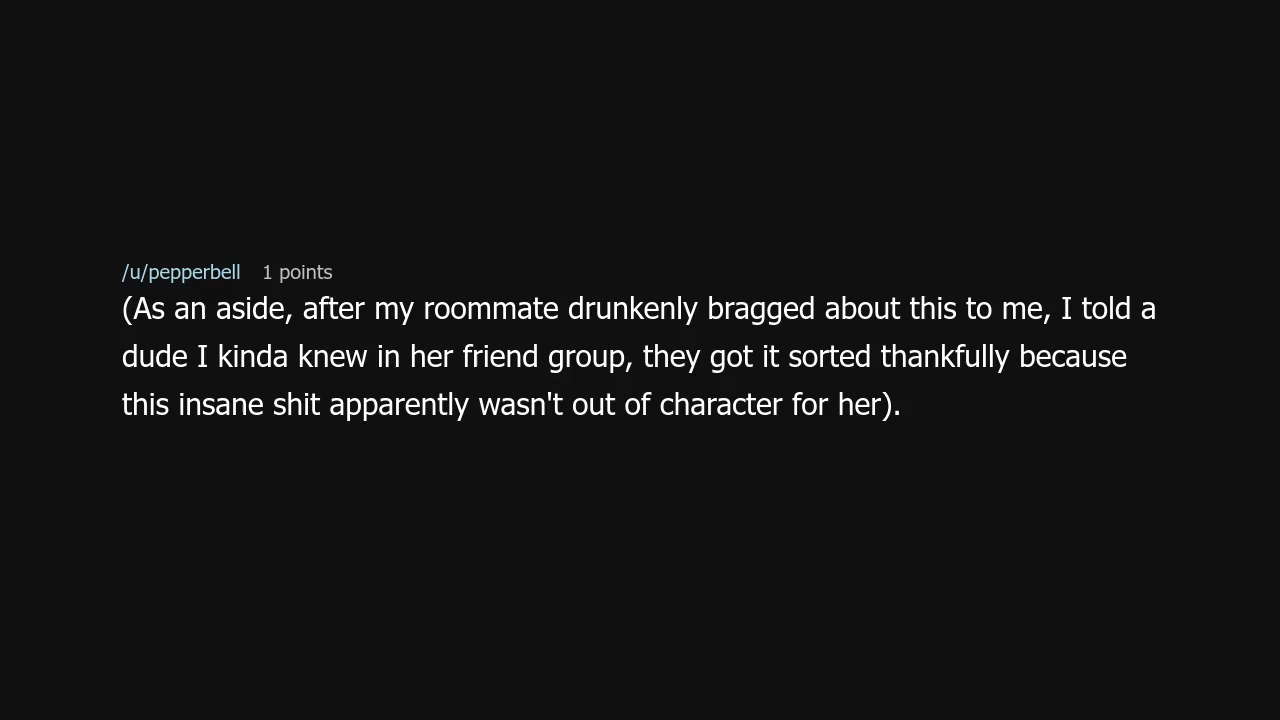 /u/pepperbell 1 points
(As an aside, after my roommate drunkenly bragged about this to me, I told a
dude I kinda knew in her friend group, they got it sorted thankfully because
this insane shit apparently wasn't out of character for her).